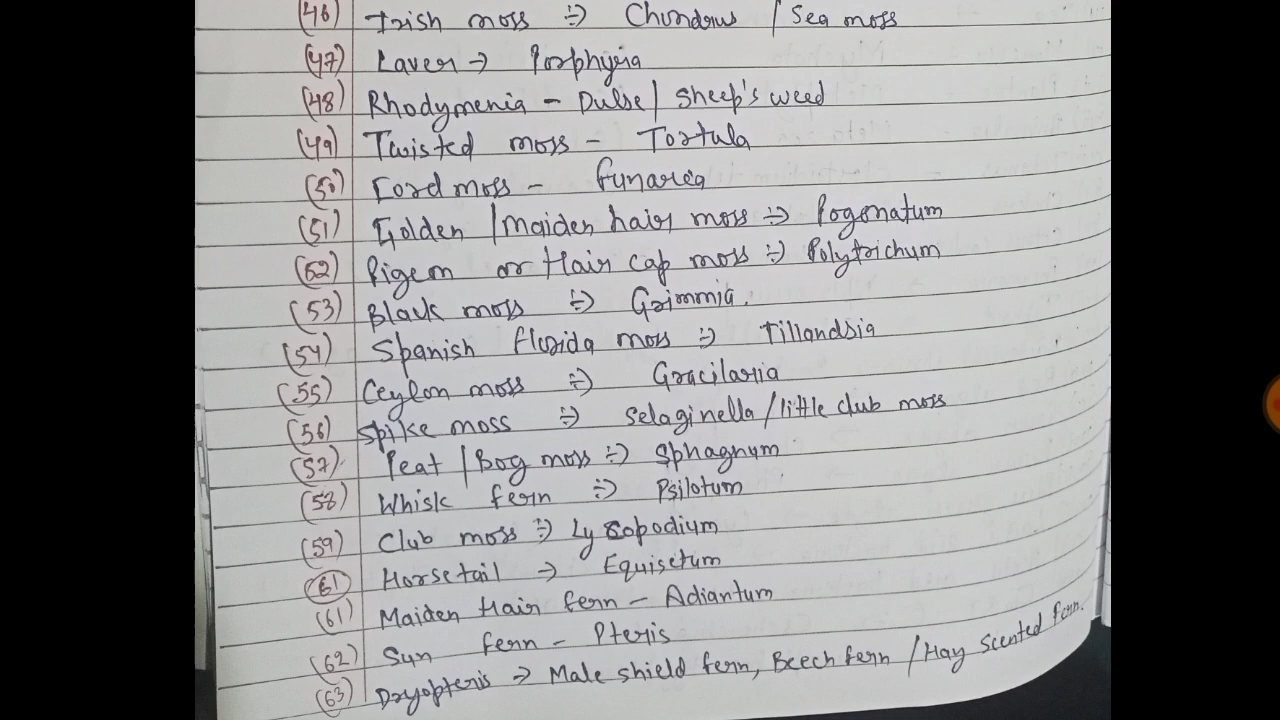 (46) Irish moss ÷) Chondrus / Sea moss
(47) Laver → Porphyria
(48) Rhodymenia - Dulse / Sheep's weed
(49) Twisted moss - Tortula
(50) Cord moss - funarea
(51) Golden / Maiden hair moss ÷) Pogonatum
(52) Pigeon or Hair cap moss ÷) Polytrichum
(53) Black moss ÷) Grimmia.
(54) Spanish florida moss ÷) Tillandsia
(55) Ceylon moss ÷) Gracilaria
(56) Spike moss ÷) Selaginella / little club moss
(57) Peat / Bog moss ÷) Sphagnum
(58) Whisk fern ÷) Psilotum
(59) Club moss ÷) Lycopodium
(61) Horsetail → Equisetum
(61) Maiden Hair fern - Adiantum
(62) Sun fern - Pteris
(63) Dryopteris → Male shield fern, Beech fern / Hay Scented fern.